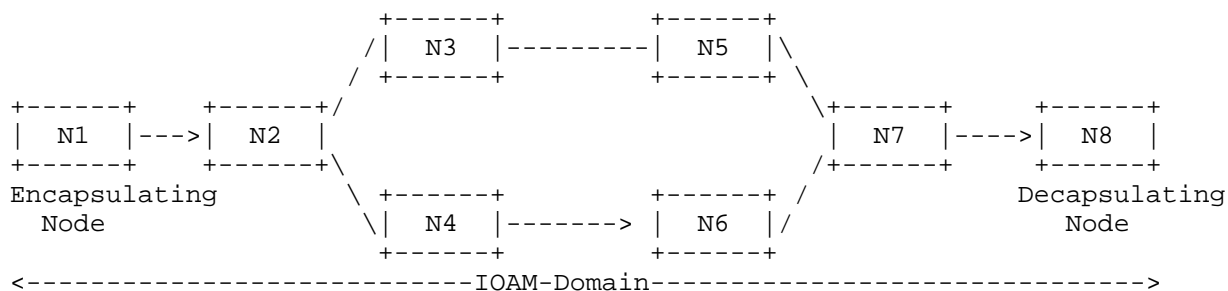 N3 N5
N1 N2 N7 N8
Encapsulating Decapsulating
Node N4 N6 Node
IOAM-Domain